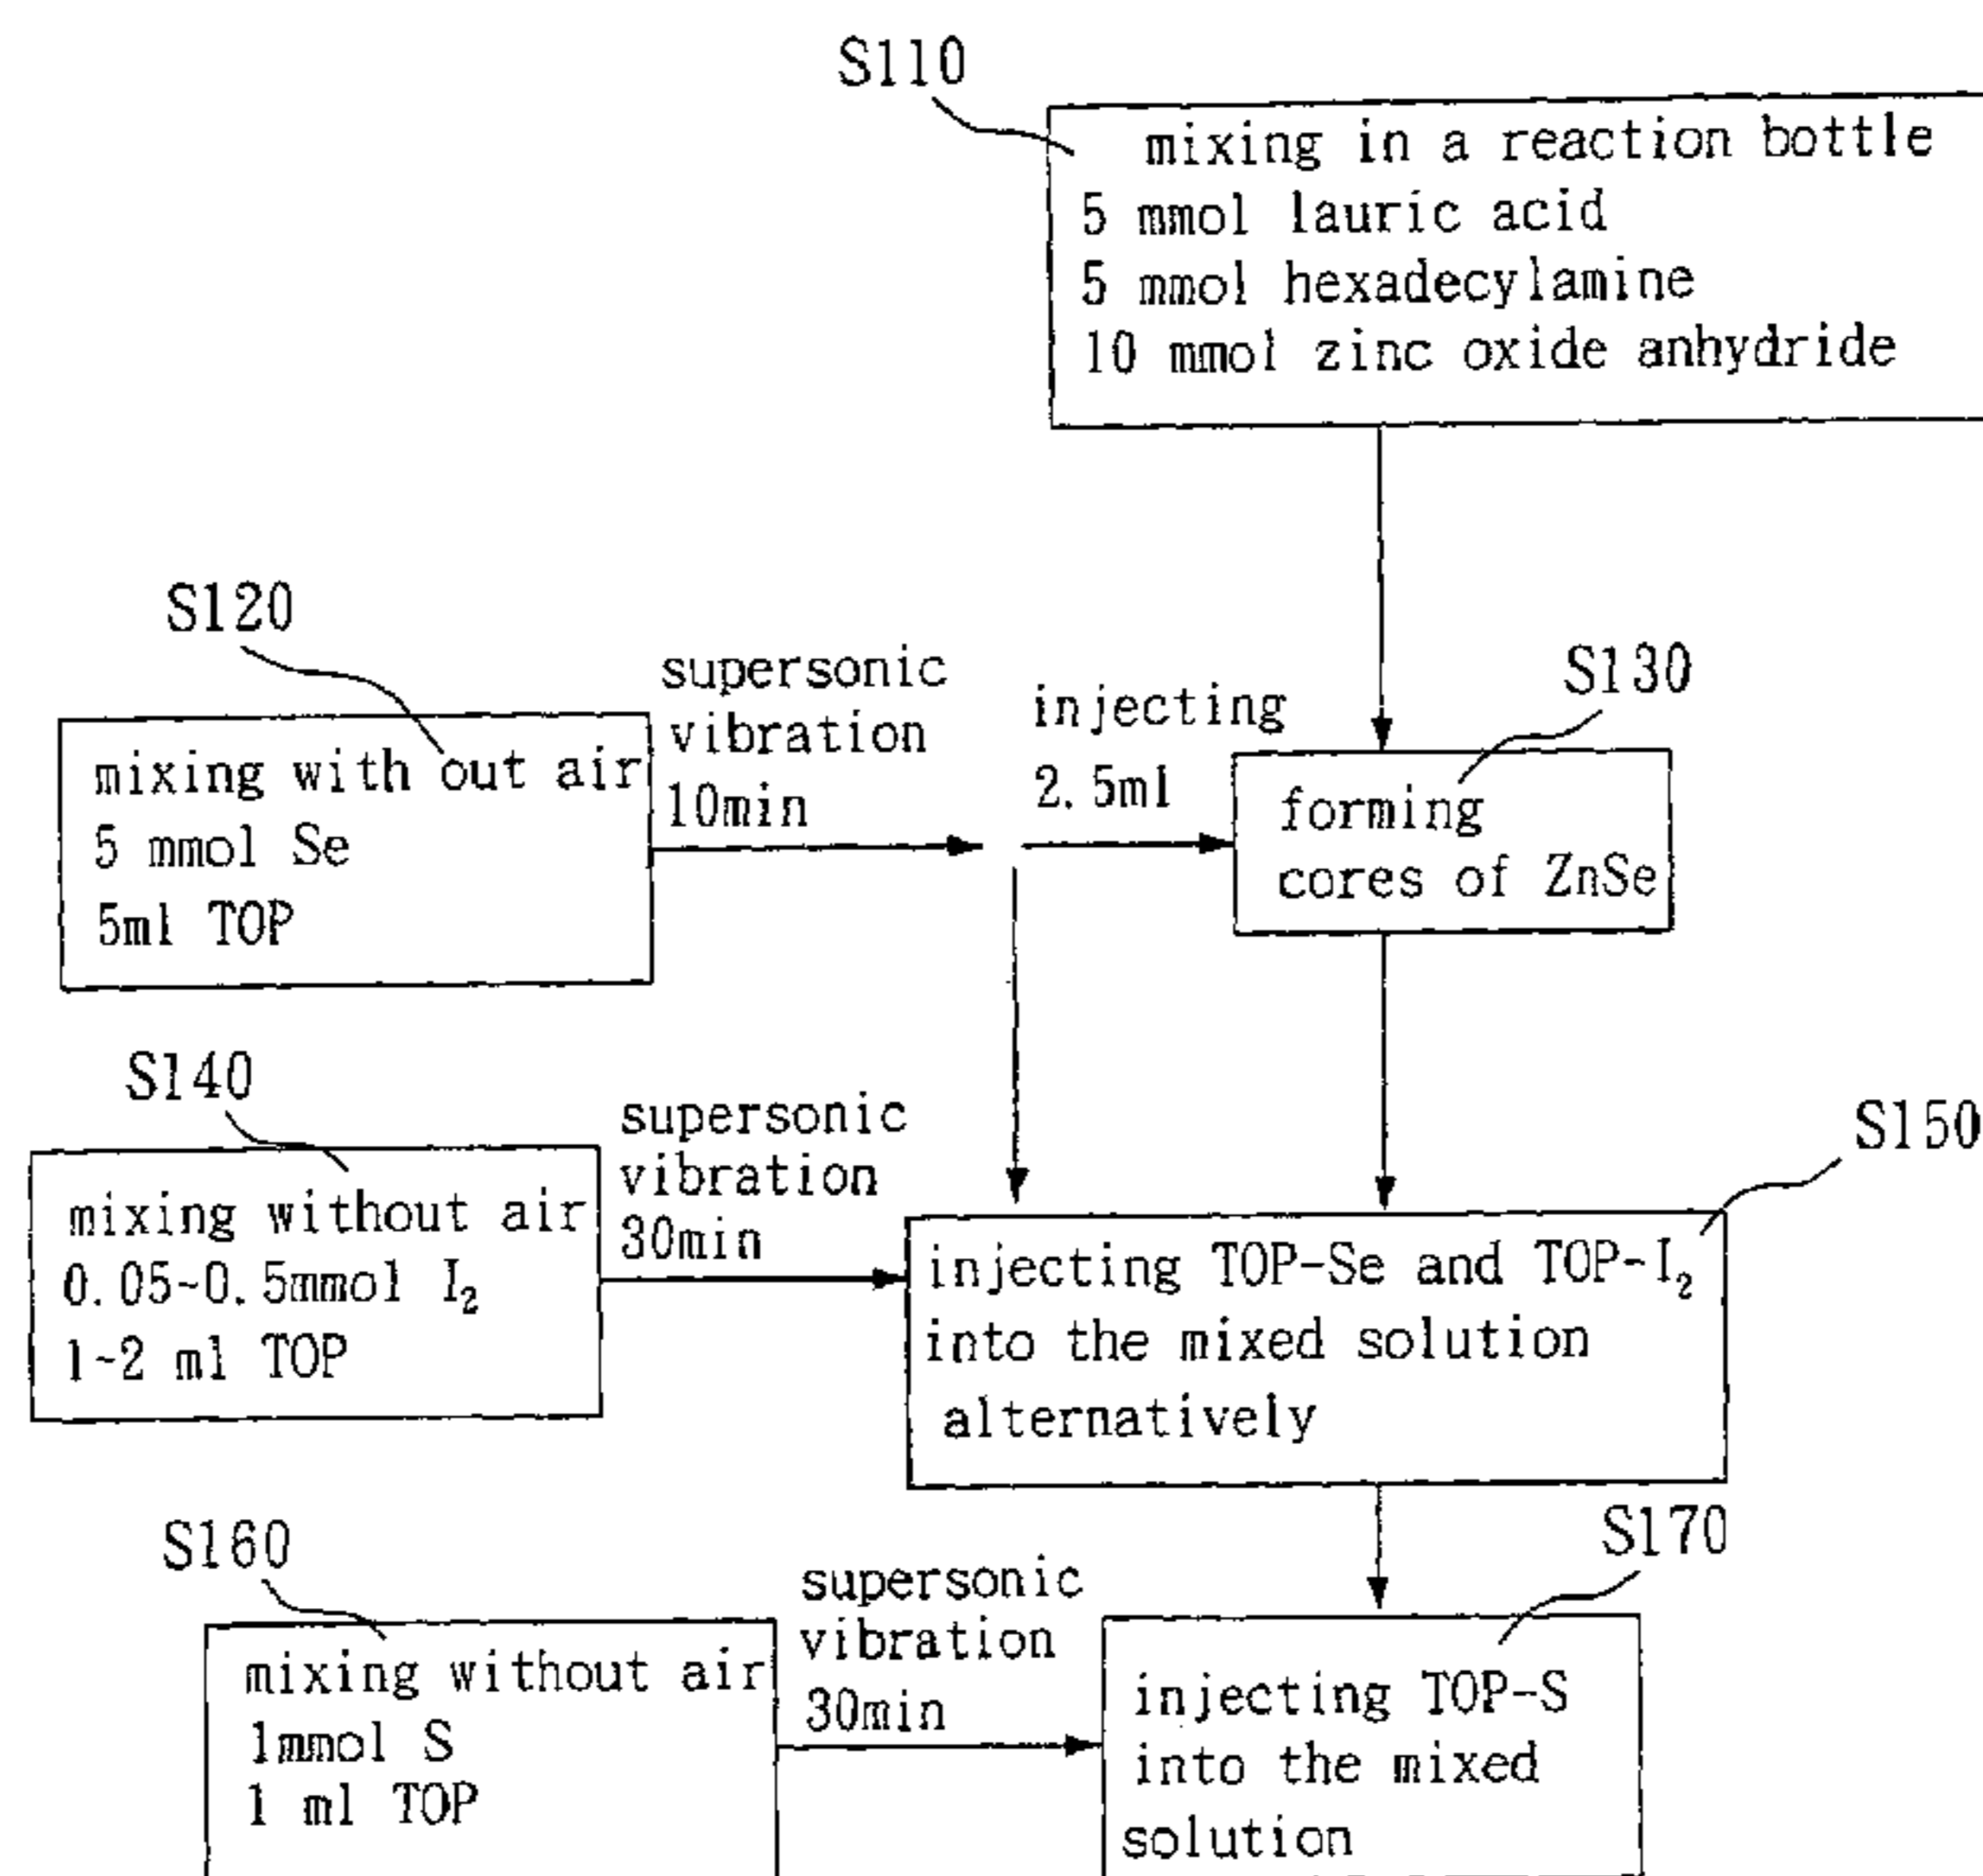 S110
mixing in a reaction bottle
5 mmol lauric acid
5 mmol hexadecylamine
10 mmol zinc oxide anhydride
S120
mixing with out air
5 mmol Se
5ml TOP
supersonic
vibration
10min
injecting
2.5ml
S130
forming
cores of ZnSe
S140
mixing without air
0.05~0.5mmol I₂
1~2 ml TOP
supersonic
vibration
30min
S150
injecting TOP-Se and TOP-I₂
into the mixed solution
alternatively
S160
mixing without air
1mmol S
1 ml TOP
supersonic
vibration
30min
S170
injecting TOP-S
into the mixed
solution